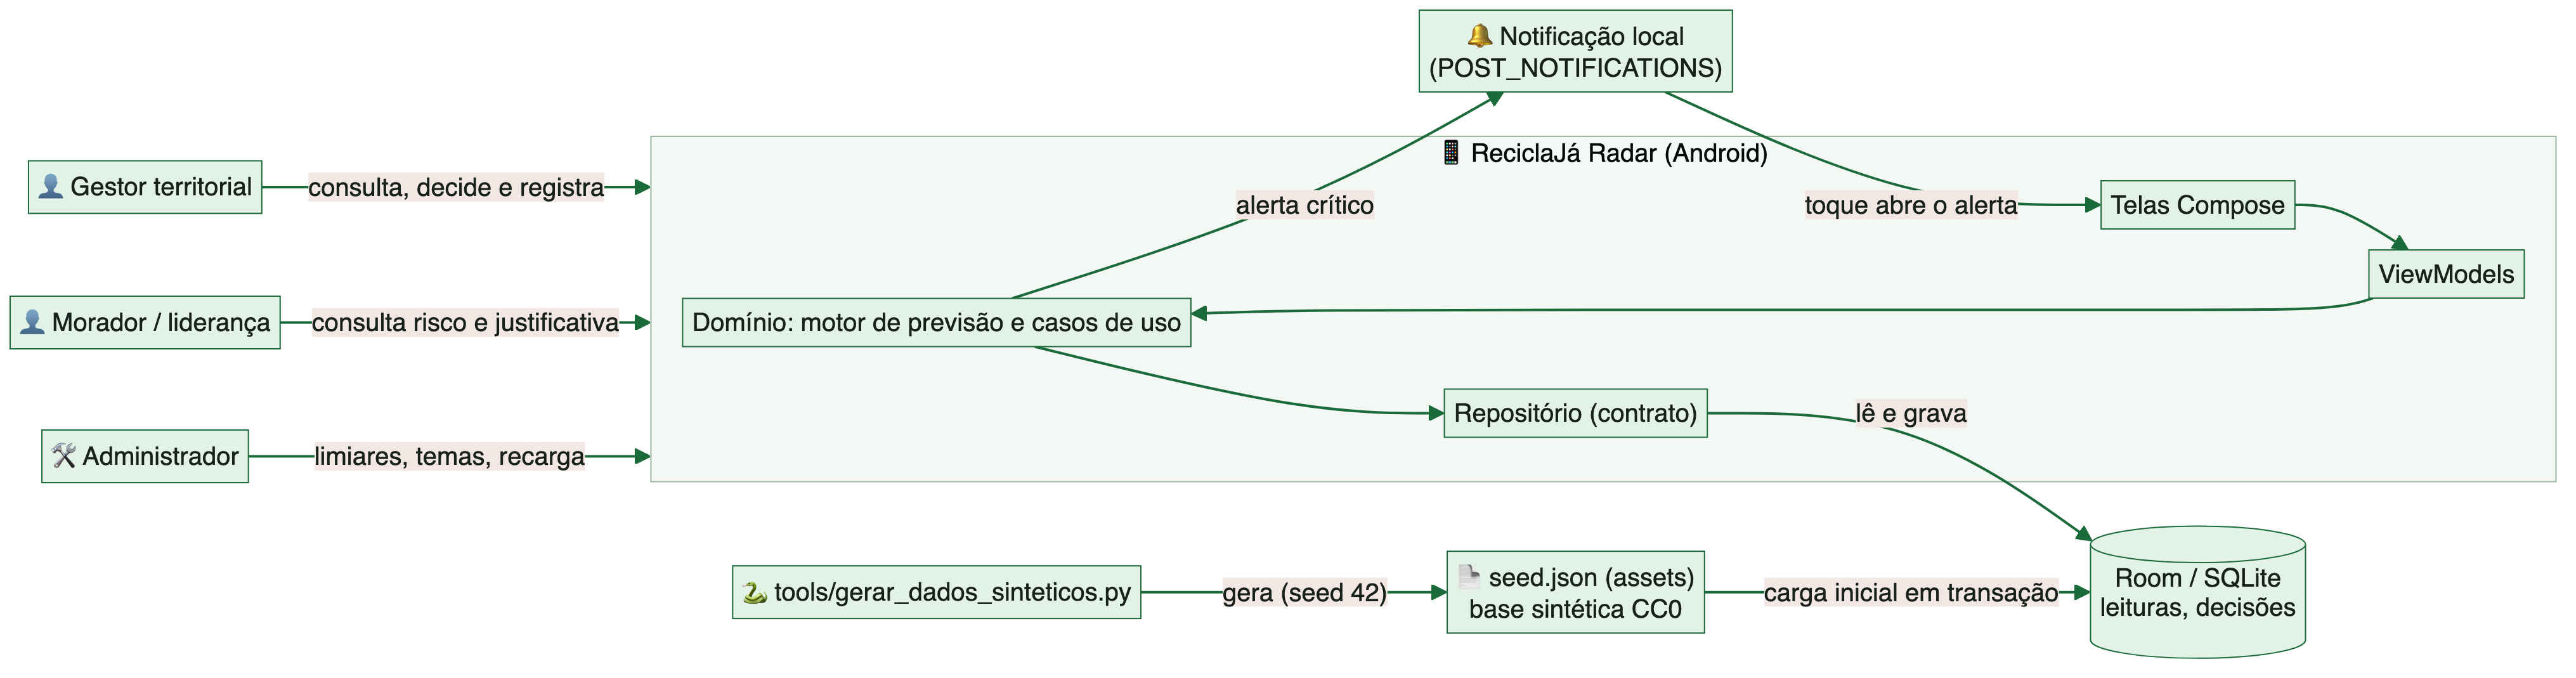 🔔 Notificação local
(POST_NOTIFICATIONS)
📱 ReciclaJá Radar (Android)
👤 Gestor territorial
consulta, decide e registra
alerta crítico
toque abre o alerta
Telas Compose
ViewModels
👤 Morador / liderança
consulta risco e justificativa
Domínio: motor de previsão e casos de uso
Repositório (contrato)
lê e grava
🛠️ Administrador
limiares, temas, recarga
🐍 tools/gerar_dados_sinteticos.py
gera (seed 42)
📄 seed.json (assets)
base sintética CC0
carga inicial em transação
Room / SQLite
leituras, decisões